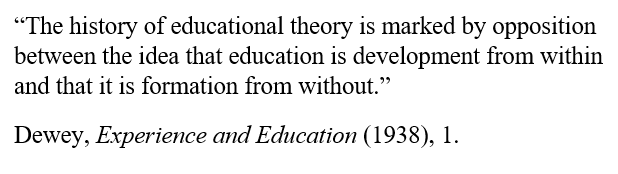 “The history of educational theory is marked by opposition
between the idea that education is development from within
and that it is formation from without.”
Dewey, Experience and Education (1938), 1.